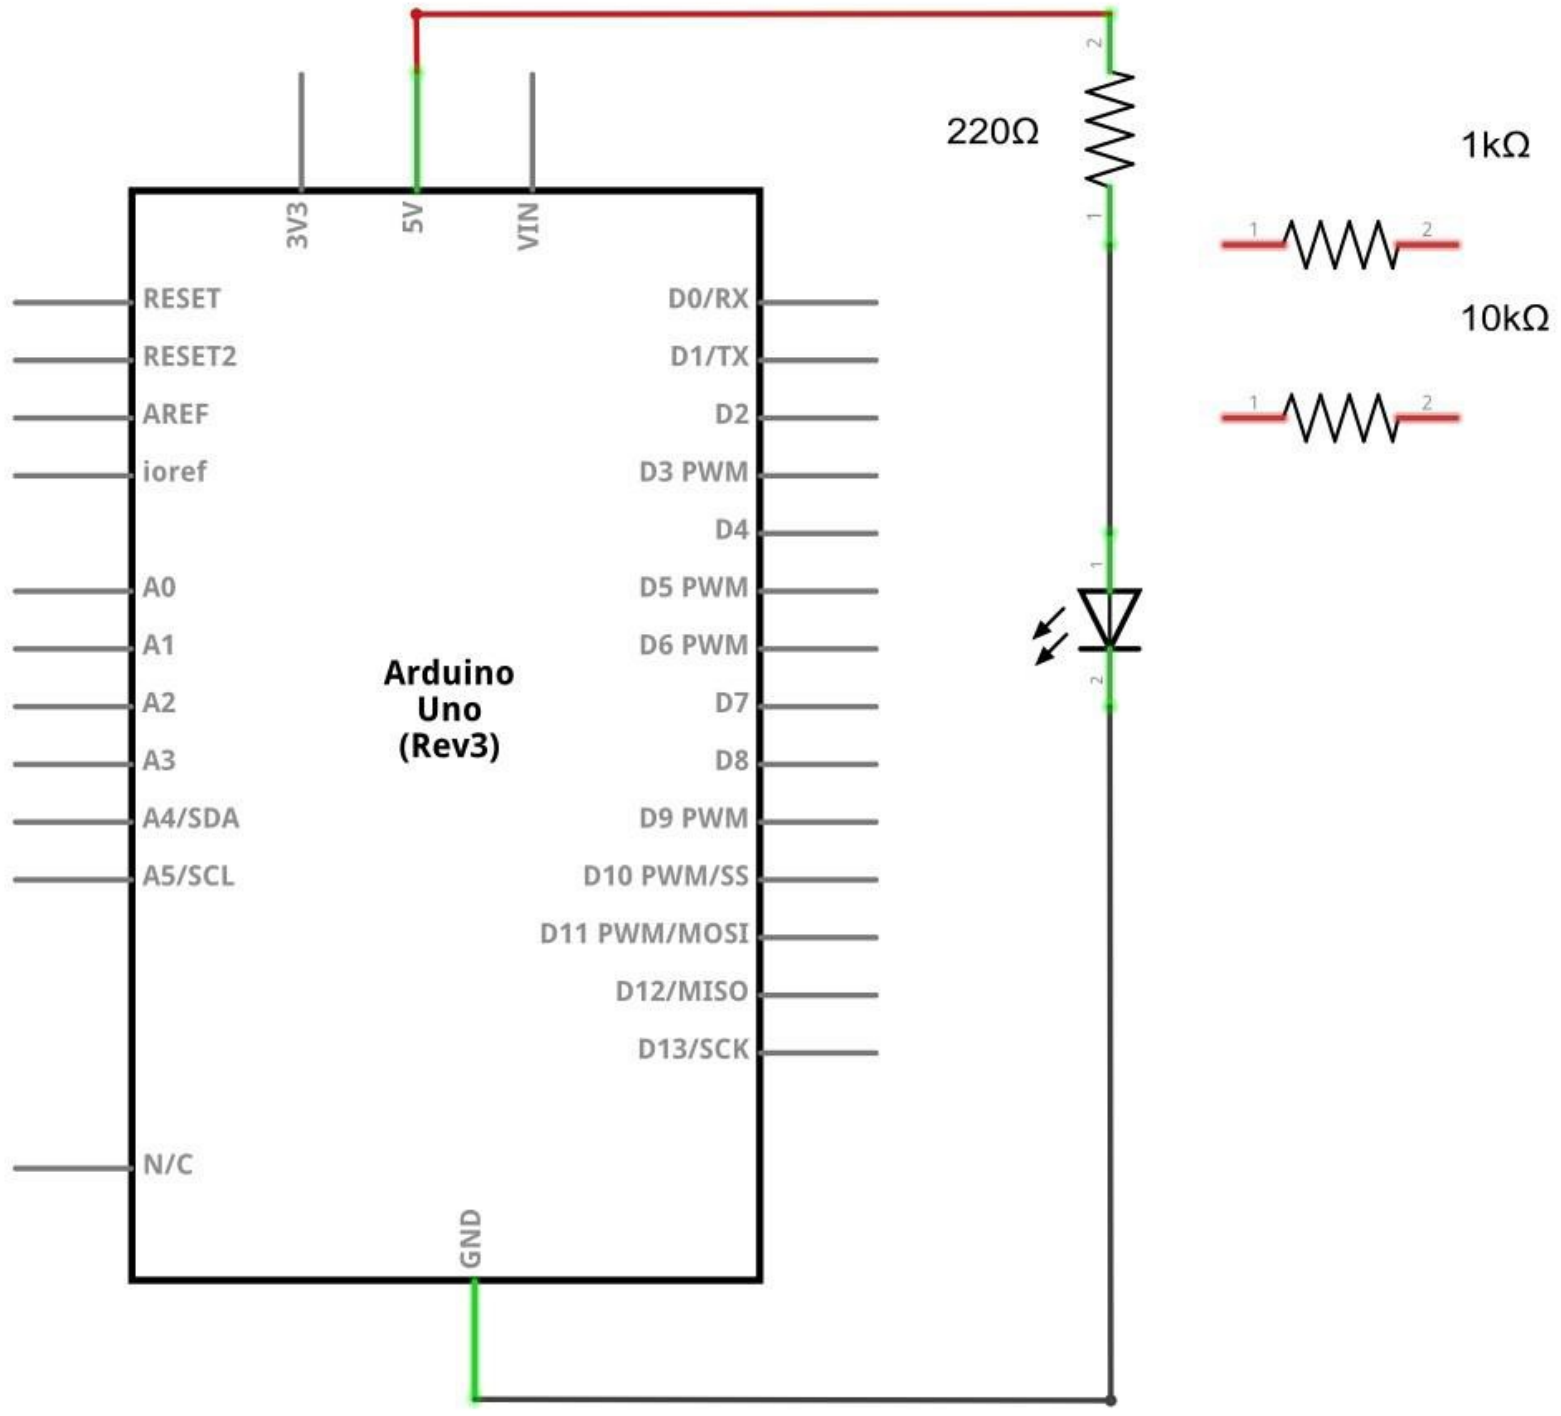 2
220Ω
1kΩ
1
1
2
10kΩ
1
2
3V3
5V
VIN
RESET
RESET2
AREF
ioref
A0
A1
A2
A3
A4/SDA
A5/SCL
N/C
D0/RX
D1/TX
D2
D3 PWM
D4
D5 PWM
D6 PWM
D7
D8
D9 PWM
D10 PWM/SS
D11 PWM/MOSI
D12/MISO
D13/SCK
Arduino
Uno
(Rev3)
GND
1
2